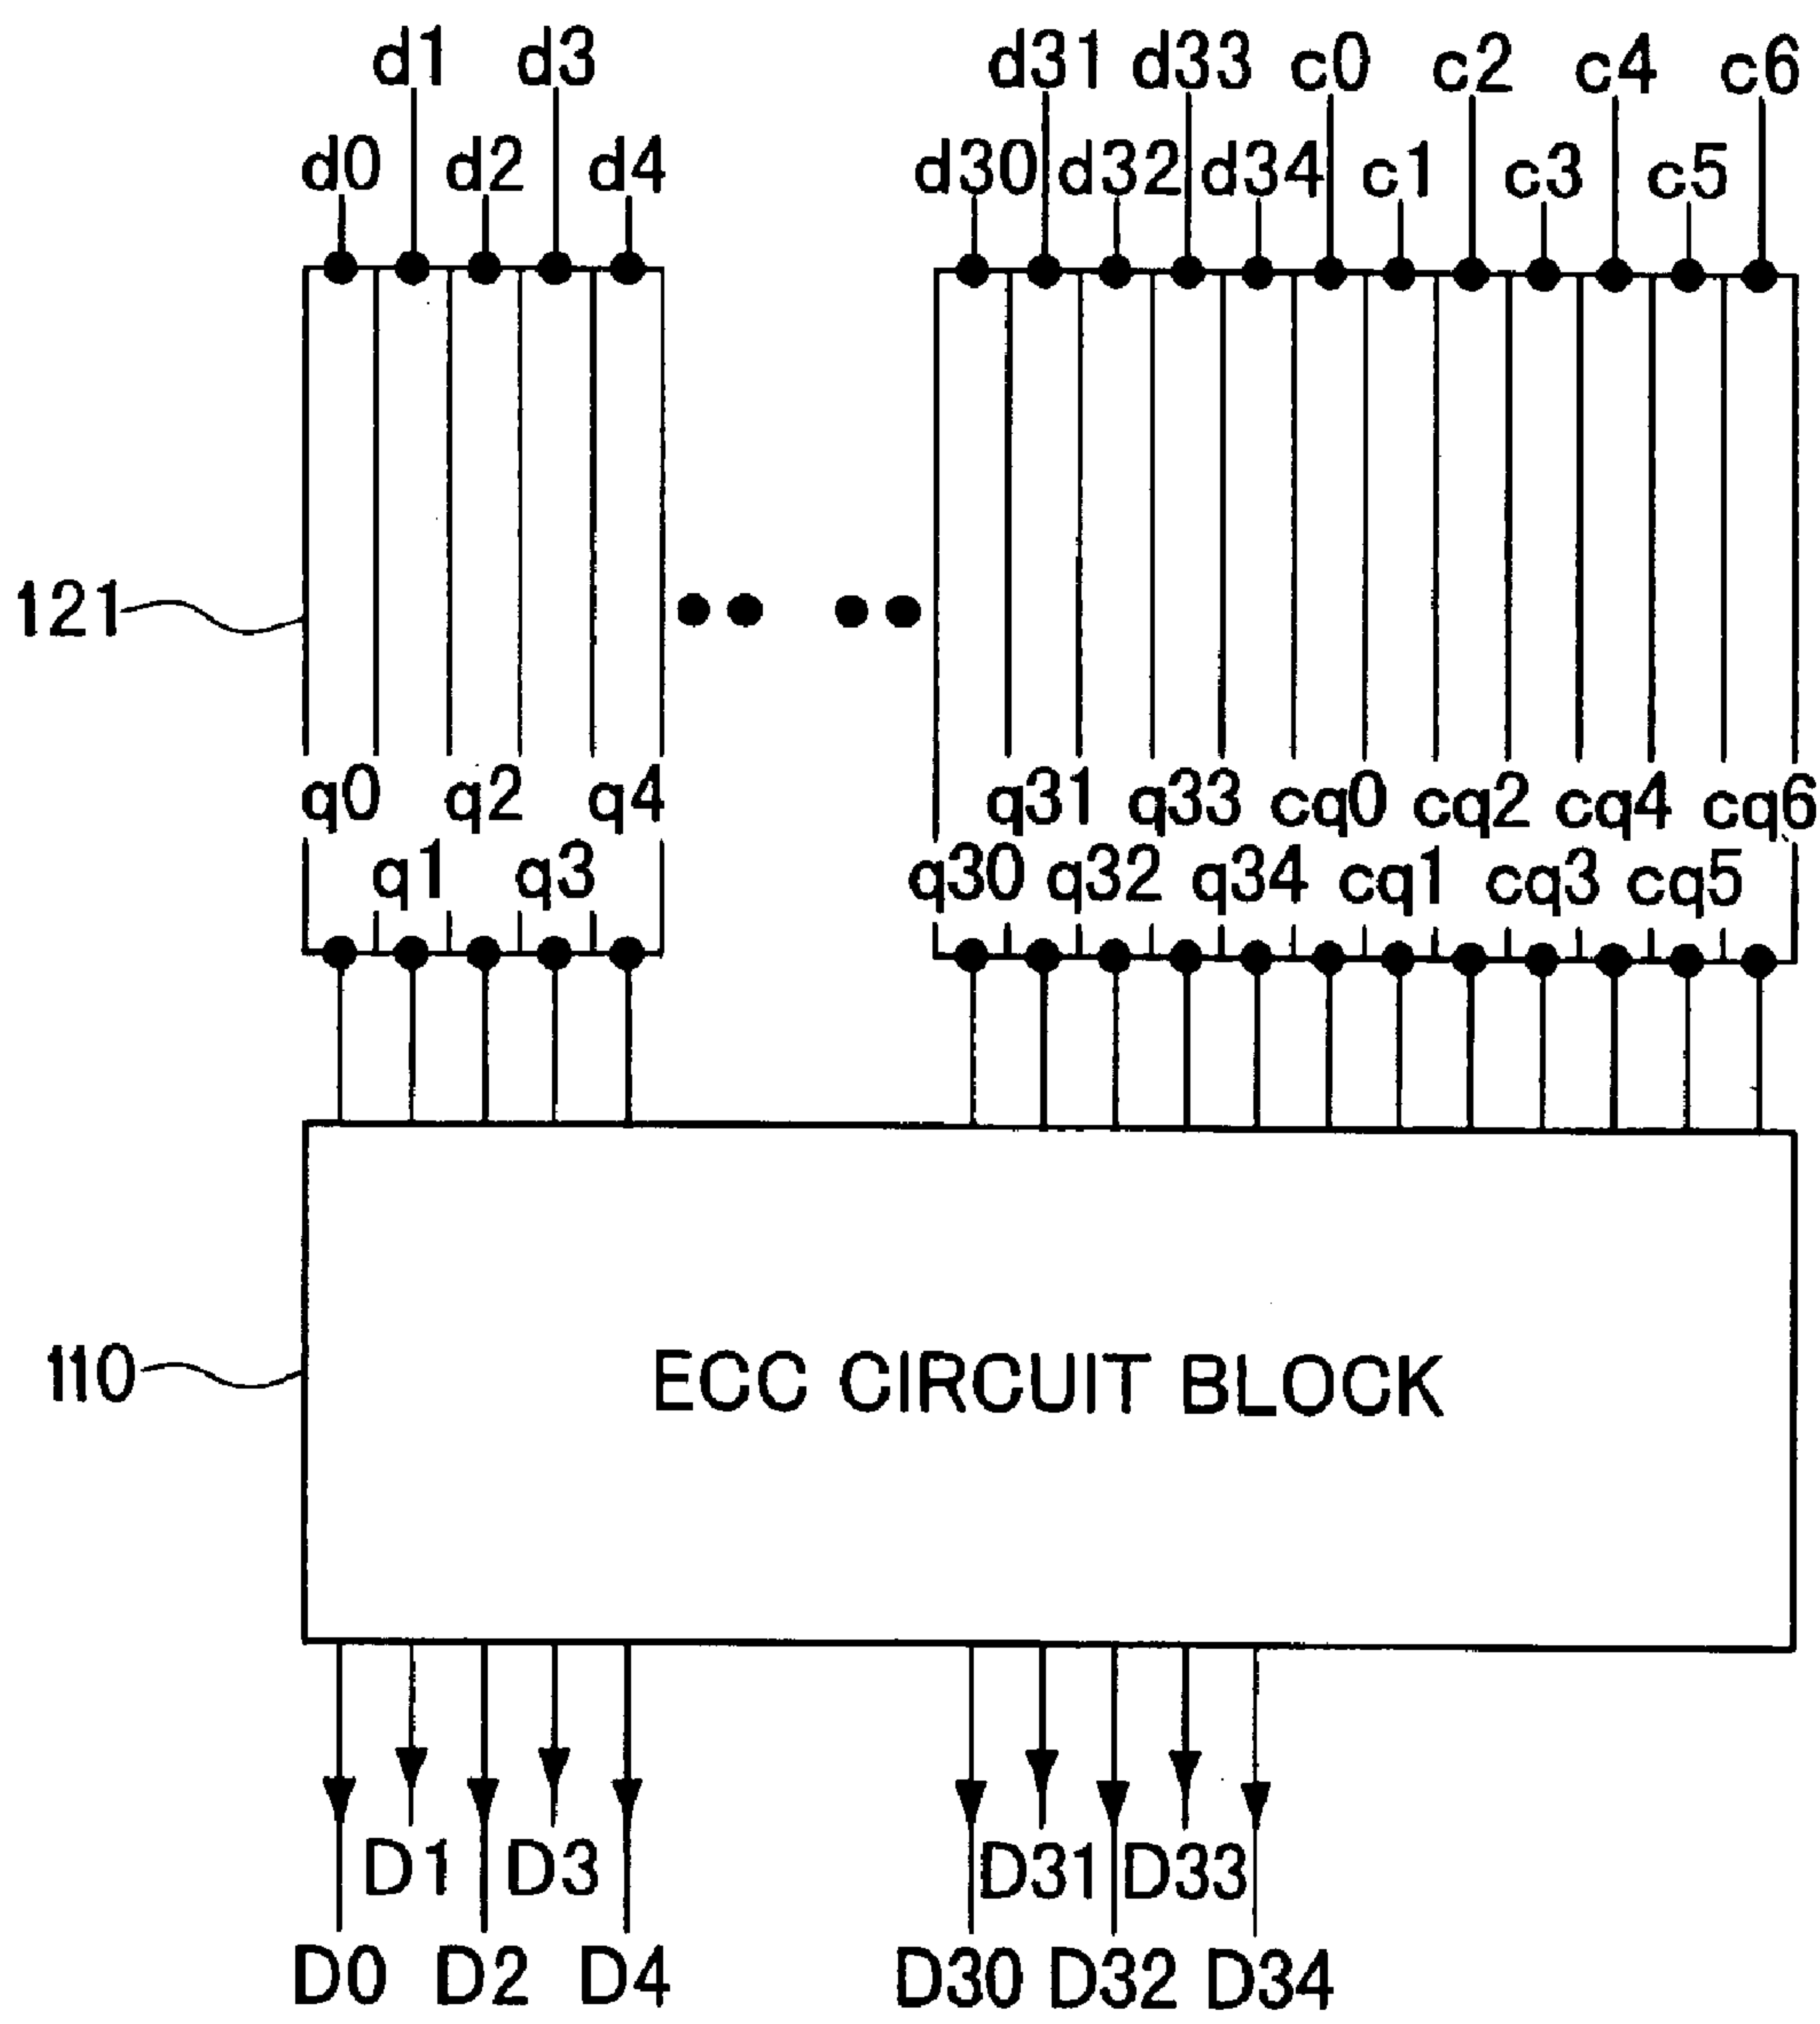 d1 d3 d31 d33 c0 c2 c4 c6
d0 d2 d4 d30 d32 d34 c1 c3 c5
121
q0 q2 q4 q31 q33 cq0 cq2 cq4 cq6
q1 q3 q30 q32 q34 cq1 cq3 cq5
110
ECC CIRCUIT BLOCK
D1 D3 D31 D33
D0 D2 D4 D30 D32 D34